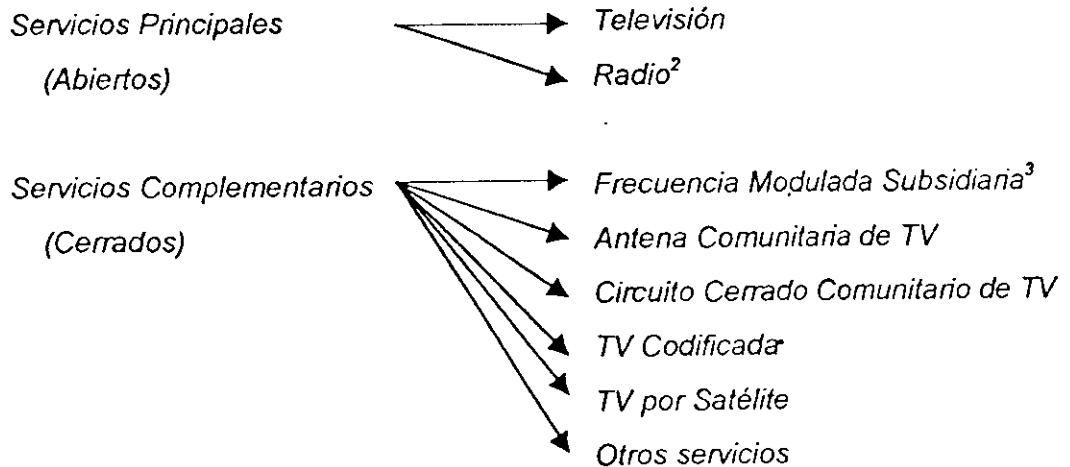 Servicios Principales
(Abiertos)
Televisión
Radio²
Servicios Complementarios
(Cerrados)
Frecuencia Modulada Subsidiaria³
Antena Comunitaria de TV
Circuito Cerrado Comunitario de TV
TV Codificada
TV por Satélite
Otros servicios